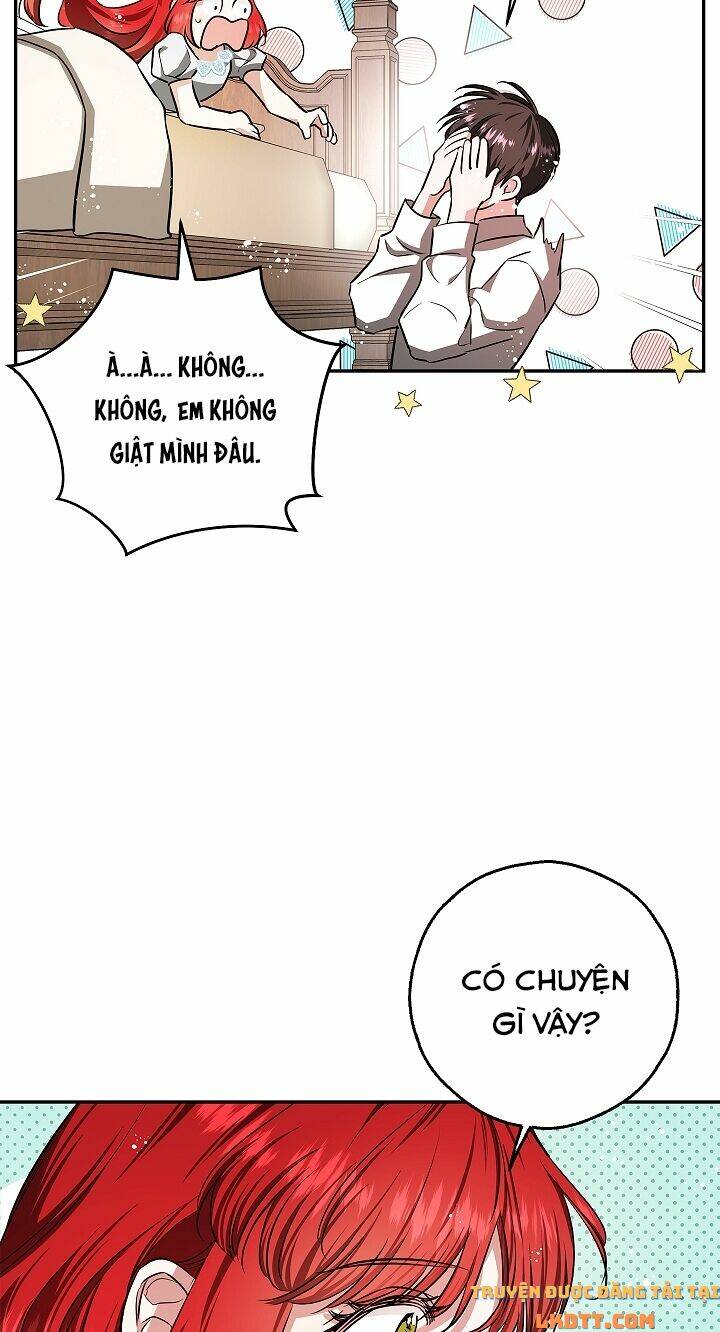 À...À... KHÔNG...
KHÔNG, EM KHÔNG
GIẬT MÌNH ĐÂU.
CÓ CHUYỆN
GÌ VẬY?
TRUYỆN ĐƯỢC ĐĂNG TẢI TẠI
LKDTT.COM